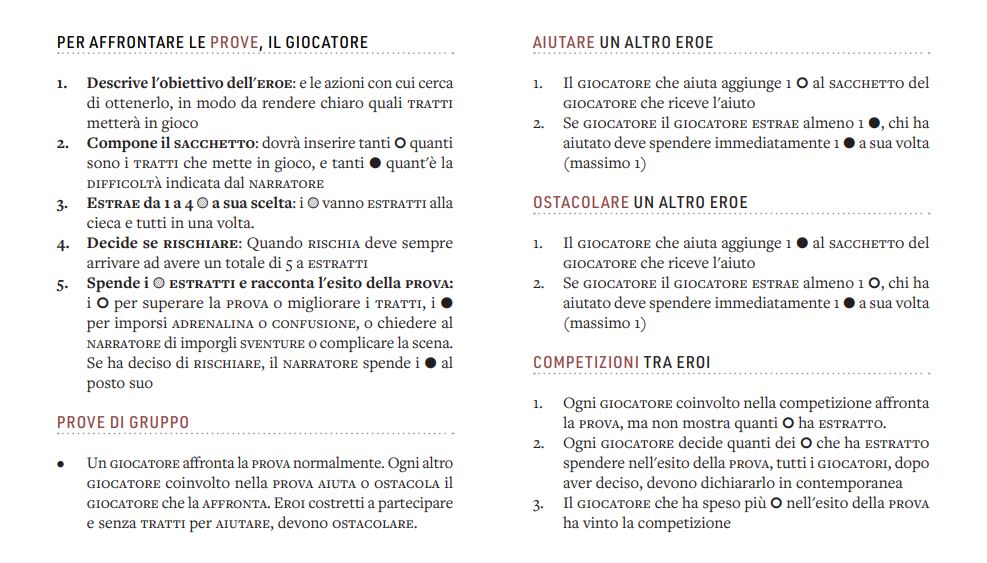 PER AFFRONTARE LE PROVE, IL GIOCATORE
1. Descrive l'obiettivo dell'EROE: e le azioni con cui cerca
di ottenerlo, in modo da rendere chiaro quali TRATTI
metterà in gioco
2. Compone il SACCHETTO: dovrà inserire tanti ○ quanti
sono i TRATTI che mette in gioco, e tanti ● quant'è la
DIFFICOLTÀ indicata dal NARRATORE
3. ESTRAE da 1 a 4 ◍ a sua scelta: i ◍ vanno ESTRATTI alla
cieca e tutti in una volta.
4. Decide se RISCHIARE: Quando RISCHIA deve sempre
arrivare ad avere un totale di 5 a ESTRATTI
5. Spende i ◍ ESTRATTI e racconta l'esito della PROVA:
i ○ per superare la PROVA o migliorare i TRATTI, i ●
per imporsi ADRENALINA o CONFUSIONE, o chiedere al
NARRATORE di imporgli SVENTURE o complicare la scena.
Se ha deciso di RISCHIARE, il NARRATORE spende i ● al
posto suo
PROVE DI GRUPPO
• Un GIOCATORE affronta la PROVA normalmente. Ogni altro
GIOCATORE coinvolto nella PROVA AIUTA O OSTACOLA il
GIOCATORE che la AFFRONTA. EROI costretti a partecipare
e senza TRATTI per AIUTARE, devono OSTACOLARE.
AIUTARE UN ALTRO EROE
1. Il GIOCATORE che aiuta aggiunge 1 ○ al SACCHETTO del
GIOCATORE che riceve l'aiuto
2. Se GIOCATORE il GIOCATORE ESTRAE almeno 1 ●, chi ha
aiutato deve spendere immediatamente 1 ● a sua volta
(massimo 1)
OSTACOLARE UN ALTRO EROE
1. Il GIOCATORE che aiuta aggiunge 1 ● al SACCHETTO del
GIOCATORE che riceve l'aiuto
2. Se GIOCATORE il GIOCATORE ESTRAE almeno 1 ○, chi ha
aiutato deve spendere immediatamente 1 ● a sua volta
(massimo 1)
COMPETIZIONI TRA EROI
1. Ogni GIOCATORE coinvolto nella competizione affronta
la PROVA, ma non mostra quanti ○ ha ESTRATTO.
2. Ogni GIOCATORE decide quanti dei ○ che ha ESTRATTO
spendere nell'esito della PROVA, tutti i GIOCATORI, dopo
aver deciso, devono dichiararlo in contemporanea
3. Il GIOCATORE che ha speso più ○ nell'esito della PROVA
ha vinto la competizione